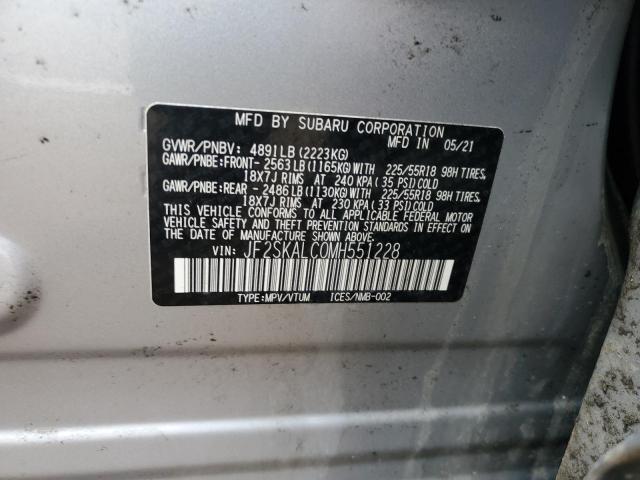 MFD BY SUBARU CORPORATION
MFD IN 05/21
GVWR/PNBV: 4891LB(2223KG)
GAWR/PNBE:FRONT- 2563LB(1165KG)WITH 225/55R18 98H TIRES,
18X7J RIMS AT 240 KPA(35 PSI)COLD
GAWR/PNBE:REAR - 2486LB(1130KG)WITH 225/55R18 98H TIRES,
18X7J RIMS AT 230 KPA(33 PSI)COLD
THIS VEHICLE CONFORMS TO ALL APPLICABLE FEDERAL MOTOR
VEHICLE SAFETY AND THEFT PREVENTION STANDARDS IN EFFECT ON
THE DATE OF MANUFACTURE SHOWN ABOVE.
VIN: JF2SKALC0MH551228
TYPE:MPV/VTUM ICES/NMB-002